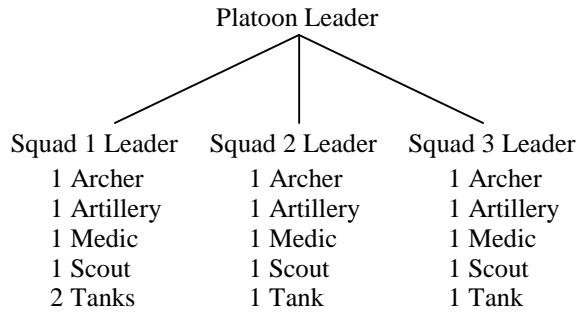 Platoon Leader
Squad 1 Leader
1 Archer
1 Artillery
1 Medic
1 Scout
2 Tanks
Squad 2 Leader
1 Archer
1 Artillery
1 Medic
1 Scout
1 Tank
Squad 3 Leader
1 Archer
1 Artillery
1 Medic
1 Scout
1 Tank